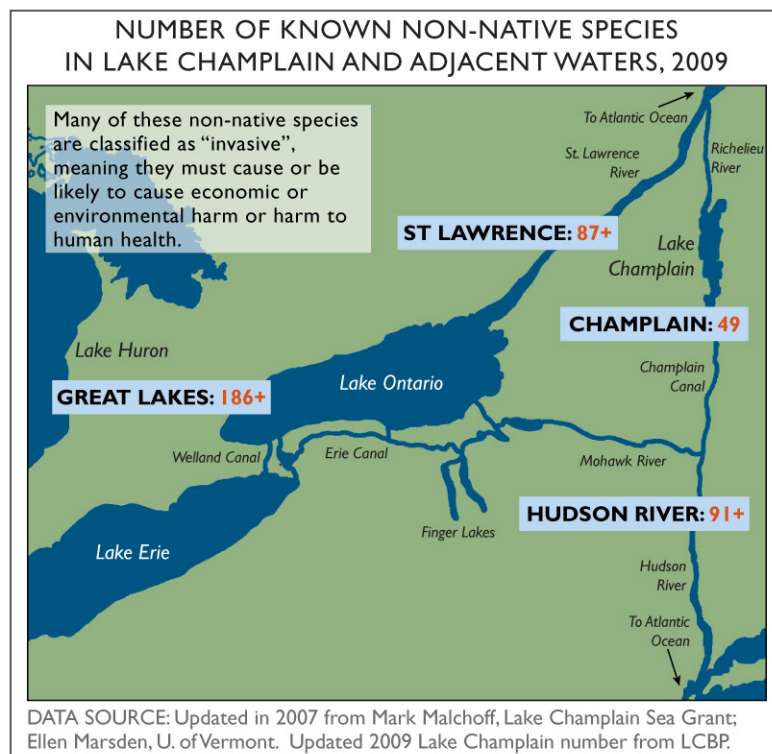 NUMBER OF KNOWN NON-NATIVE SPECIES
IN LAKE CHAMPLAIN AND ADJACENT WATERS, 2009
Many of these non-native species
are classified as “invasive”,
meaning they must cause or be
likely to cause economic or
environmental harm or harm to
human health.
To Atlantic Ocean
St. Lawrence
River
Richelieu
River
ST LAWRENCE: 87+
Lake
Champlain
CHAMPLAIN: 49
Lake Huron
Champlain
Canal
Lake Ontario
GREAT LAKES: 186+
Welland Canal
Erie Canal
Mohawk River
HUDSON RIVER: 91+
Finger Lakes
Lake Erie
Hudson
River
To Atlantic
Ocean
DATA SOURCE: Updated in 2007 from Mark Malchoff, Lake Champlain Sea Grant;
Ellen Marsden, U. of Vermont. Updated 2009 Lake Champlain number from LCBP.